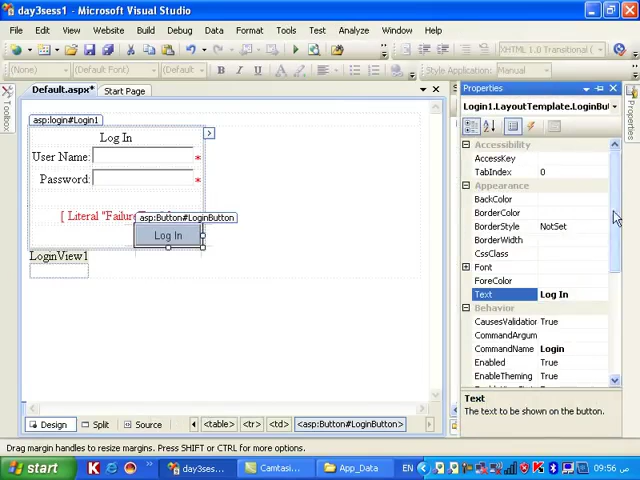 day3sess1 - Microsoft Visual Studio
File Edit View Website Build Debug Data Format Tools Test Analyze Window Help
XHTML 1.0 Transitional (
(None) (Default Font) (Default B I U A Style Application: Manual
Toolbox
Default.aspx* Start Page
asp:login#Login1
Log In
User Name: *
Password: *
[ Literal "Failure
asp:Button#LoginButton
Log In
LoginView1
Properties
Login1.LayoutTemplate.LoginBu
Accessibility
AccessKey
TabIndex 0
Appearance
BackColor
BorderColor
BorderStyle NotSet
BorderWidth
CssClass
Font
ForeColor
Text Log In
Behavior
CausesValidation True
CommandArgum
CommandName Login
Enabled True
EnableTheming True
Text
The text to be shown on the button.
Properties
Design Split Source <table> <tr> <td> <asp:Button#LoginButton>
Drag margin handles to resize margins. Press SHIFT or CTRL for more options.
start day3ses... Camtasi... App_Data EN 09:56 ص